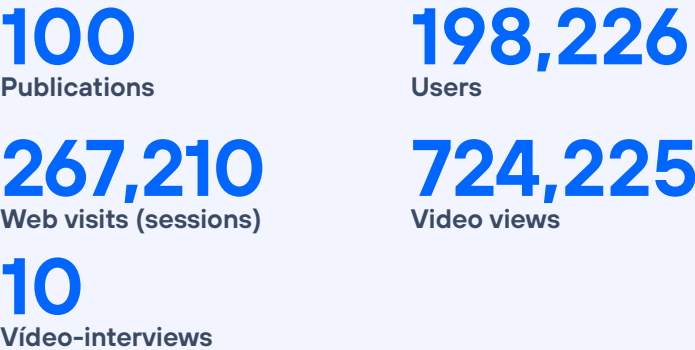 100
Publications
198,226
Users
267,210
Web visits (sessions)
724,225
Video views
10
Vídeo-interviews